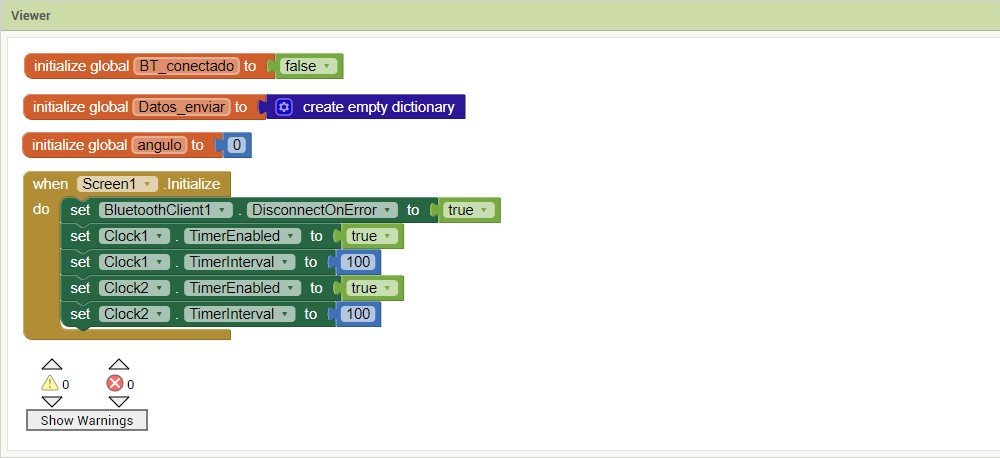 Viewer
initialize global BT_conectado to false
initialize global Datos_enviar to create empty dictionary
initialize global angulo to 0
when Screen1 .Initialize
do set BluetoothClient1 . DisconnectOnError to true
set Clock1 . TimerEnabled to true
set Clock1 . TimerInterval to 100
set Clock2 . TimerEnabled to true
set Clock2 . TimerInterval to 100
0 0
Show Warnings